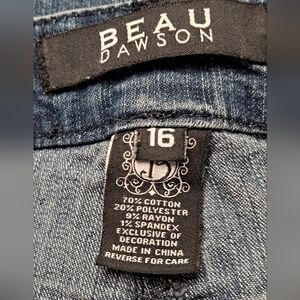 BEAU
DAWSON
16
70% COTTON
20% POLYESTER
9% RAYON
1% SPANDEX
EXCLUSIVE OF
DECORATION
MADE IN CHINA
REVERSE FOR CARE